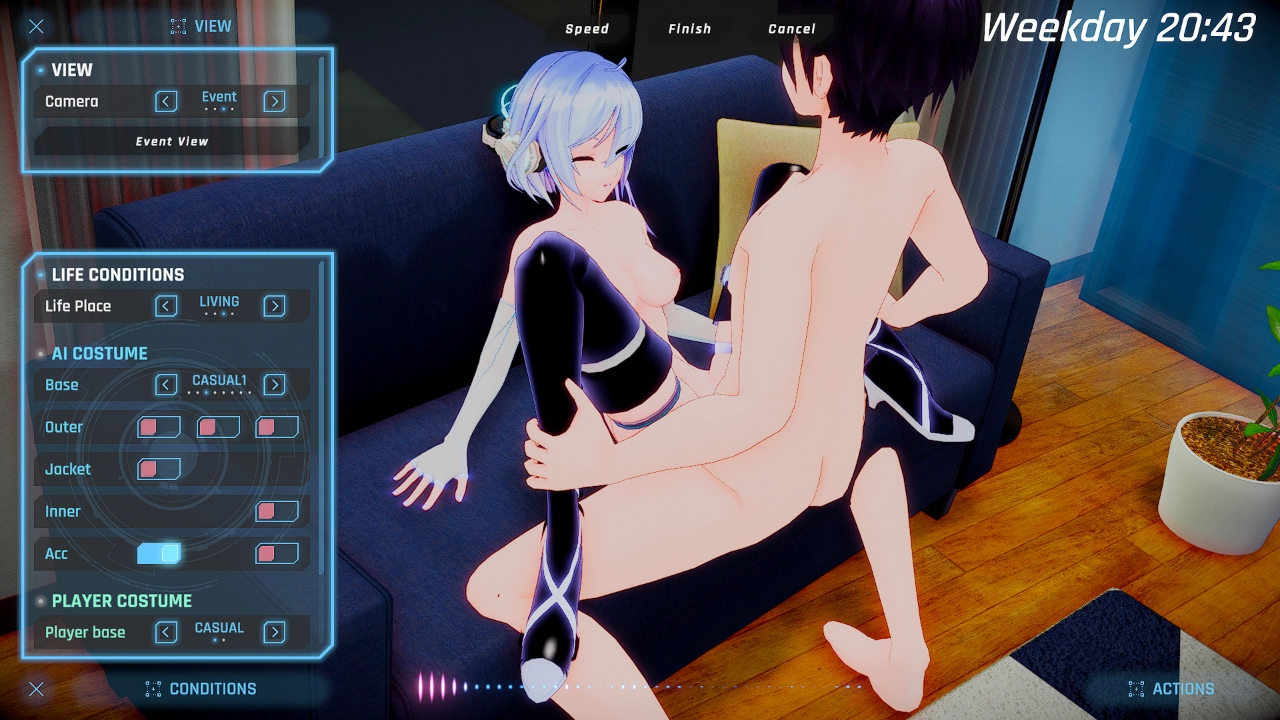 VIEW
Speed Finish Cancel
Weekday 20:43
VIEW
Camera Event
Event View
LIFE CONDITIONS
Life Place LIVING
AI COSTUME
Base CASUAL1
Outer
Jacket
Inner
Acc
PLAYER COSTUME
Player base CASUAL
CONDITIONS
ACTIONS